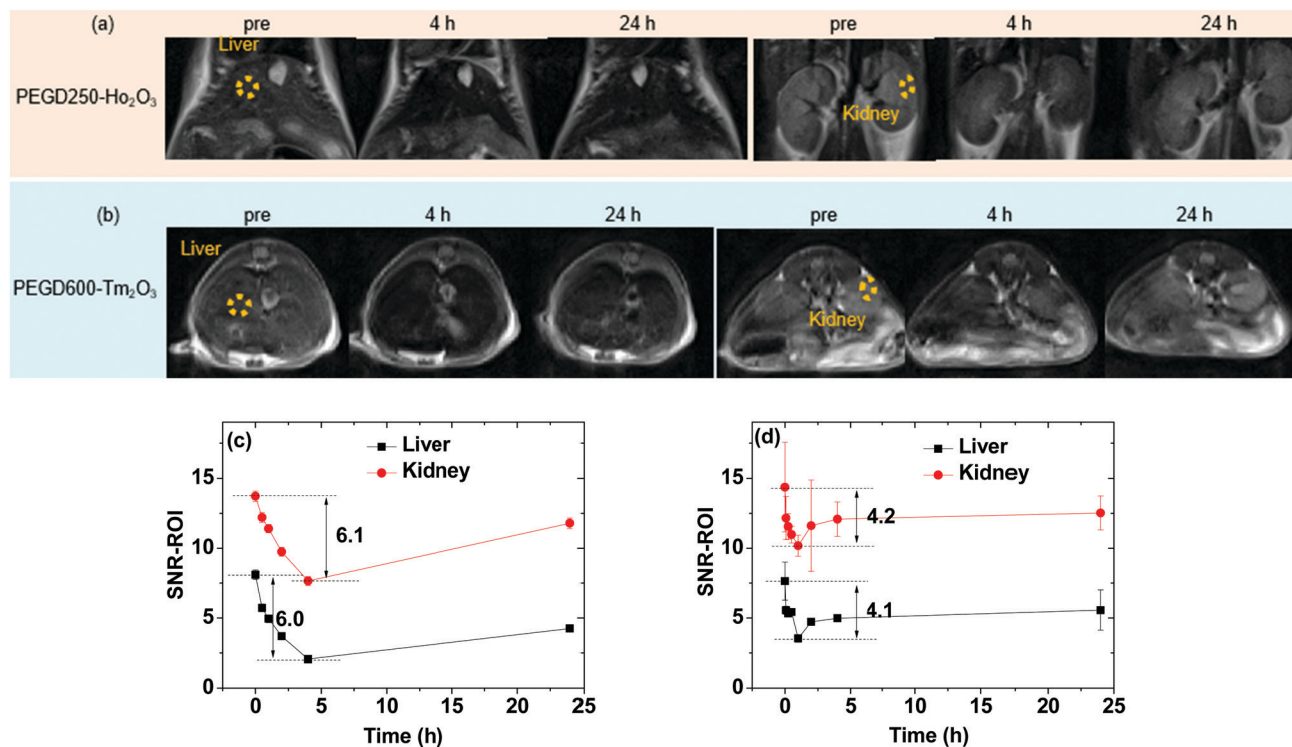 (a) pre 4 h 24 h pre 4 h 24 h
Liver
PEGD250-Ho₂O₃
Kidney
(b) pre 4 h 24 h pre 4 h 24 h
Liver
PEGD600-Tm₂O₃
Kidney
(c)
Liver
Kidney
15
10
5
0
SNR-ROI
6.1
6.0
0 5 10 15 20 25
Time (h)
(d)
Liver
Kidney
15
10
5
0
SNR-ROI
4.2
4.1
0 5 10 15 20 25
Time (h)